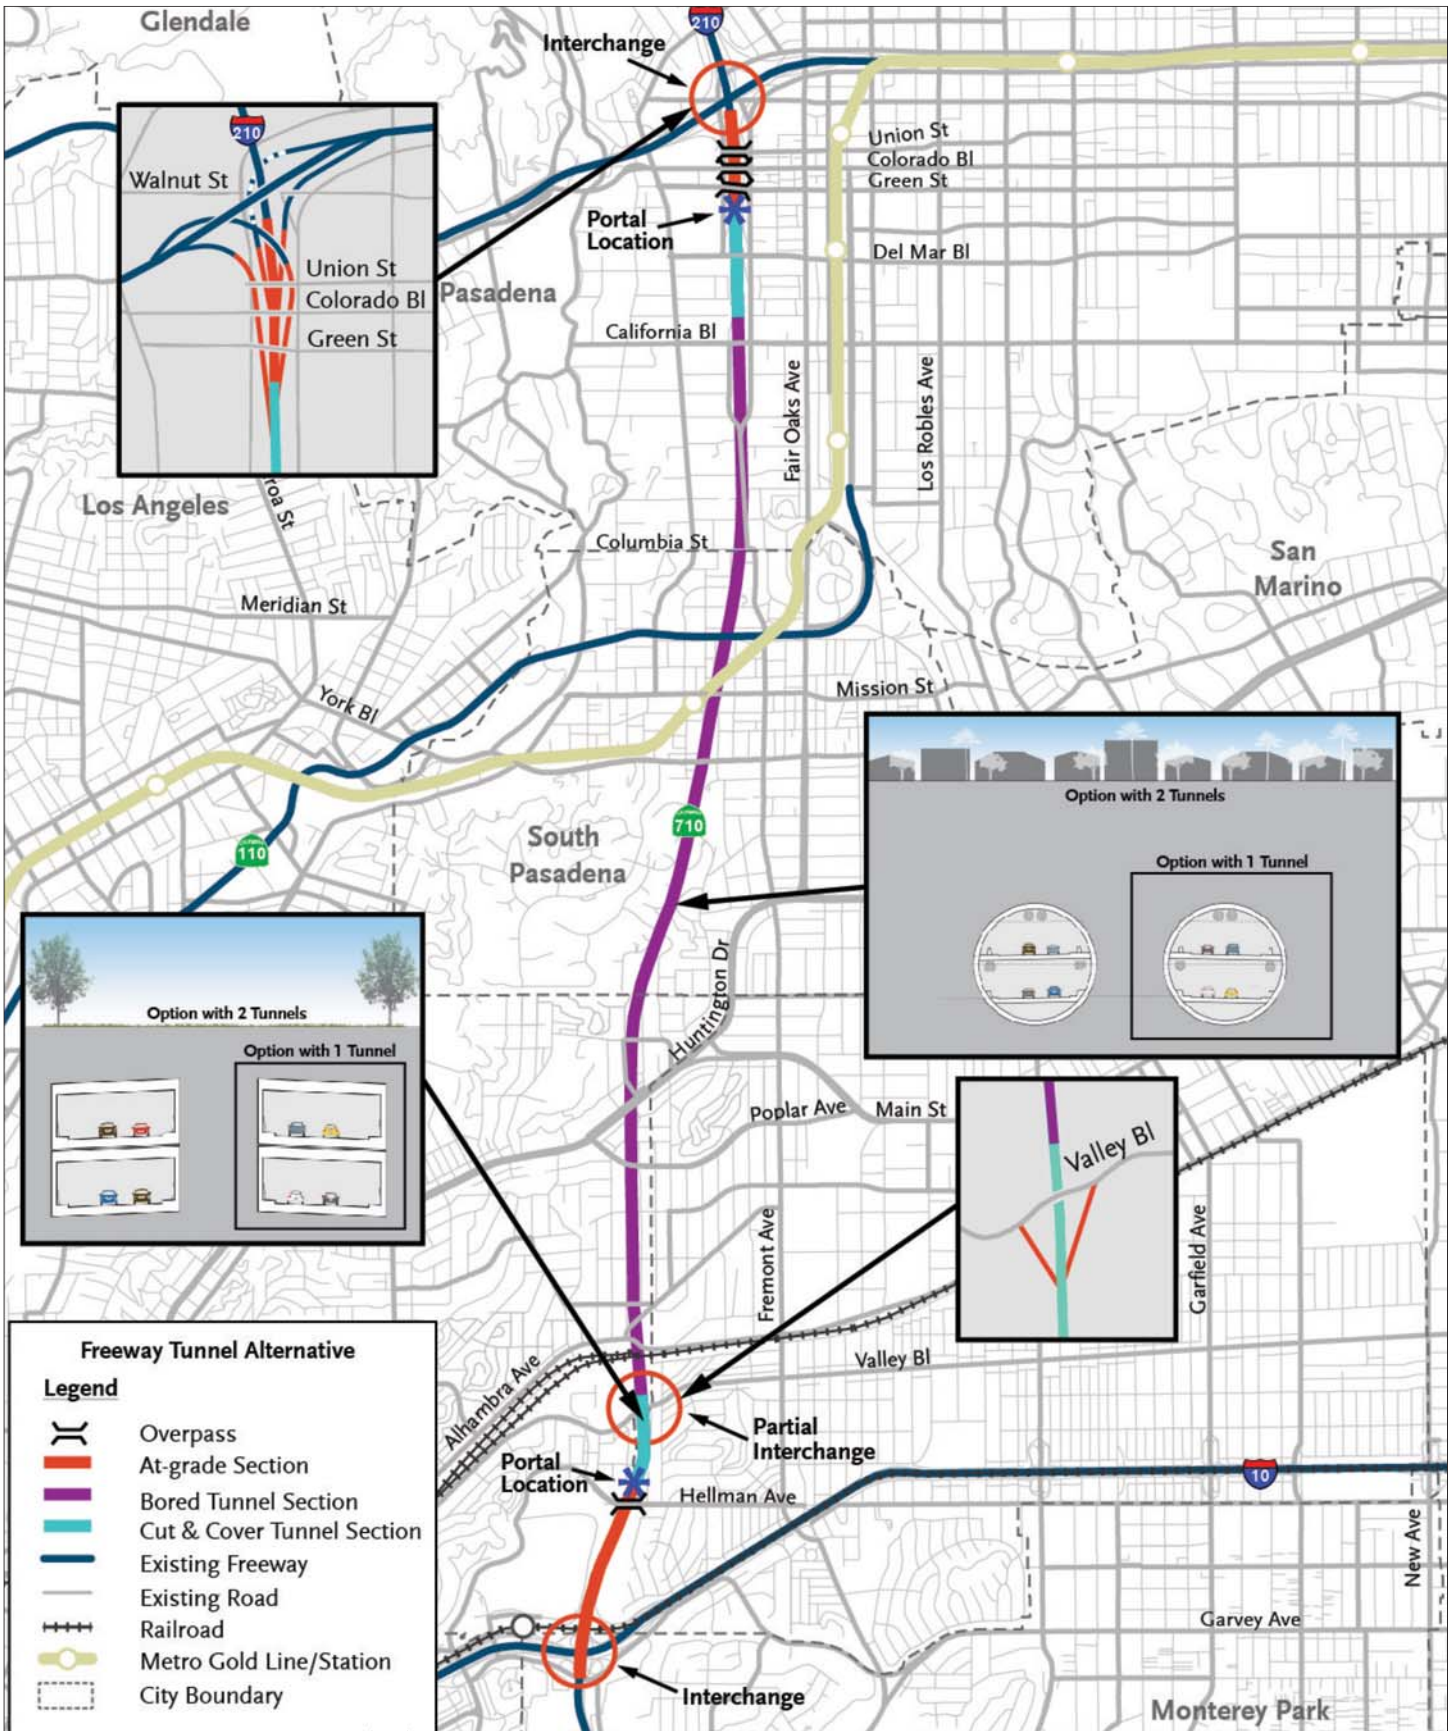 Glendale
210
Interchange
210
Walnut St
Union St
Colorado Bl
Green St
Union St
Colorado Bl
Green St
Portal
Location
Del Mar Bl
Pasadena
California Bl
Fair Oaks Ave
Los Robles Ave
Los Angeles
roa St
Columbia St
San
Marino
Meridian St
York Bl
Mission St
110
710
South
Pasadena
Option with 2 Tunnels
Option with 1 Tunnel
Option with 2 Tunnels
Option with 1 Tunnel
Huntington Dr
Poplar Ave
Main St
Valley Bl
Fremont Ave
Garfield Ave
Alhambra Ave
Valley Bl
Partial
Interchange
Portal
Location
Hellman Ave
10
New Ave
Garvey Ave
Interchange
Monterey Park
Freeway Tunnel Alternative
Legend
Overpass
At-grade Section
Bored Tunnel Section
Cut & Cover Tunnel Section
Existing Freeway
Existing Road
Railroad
Metro Gold Line/Station
City Boundary